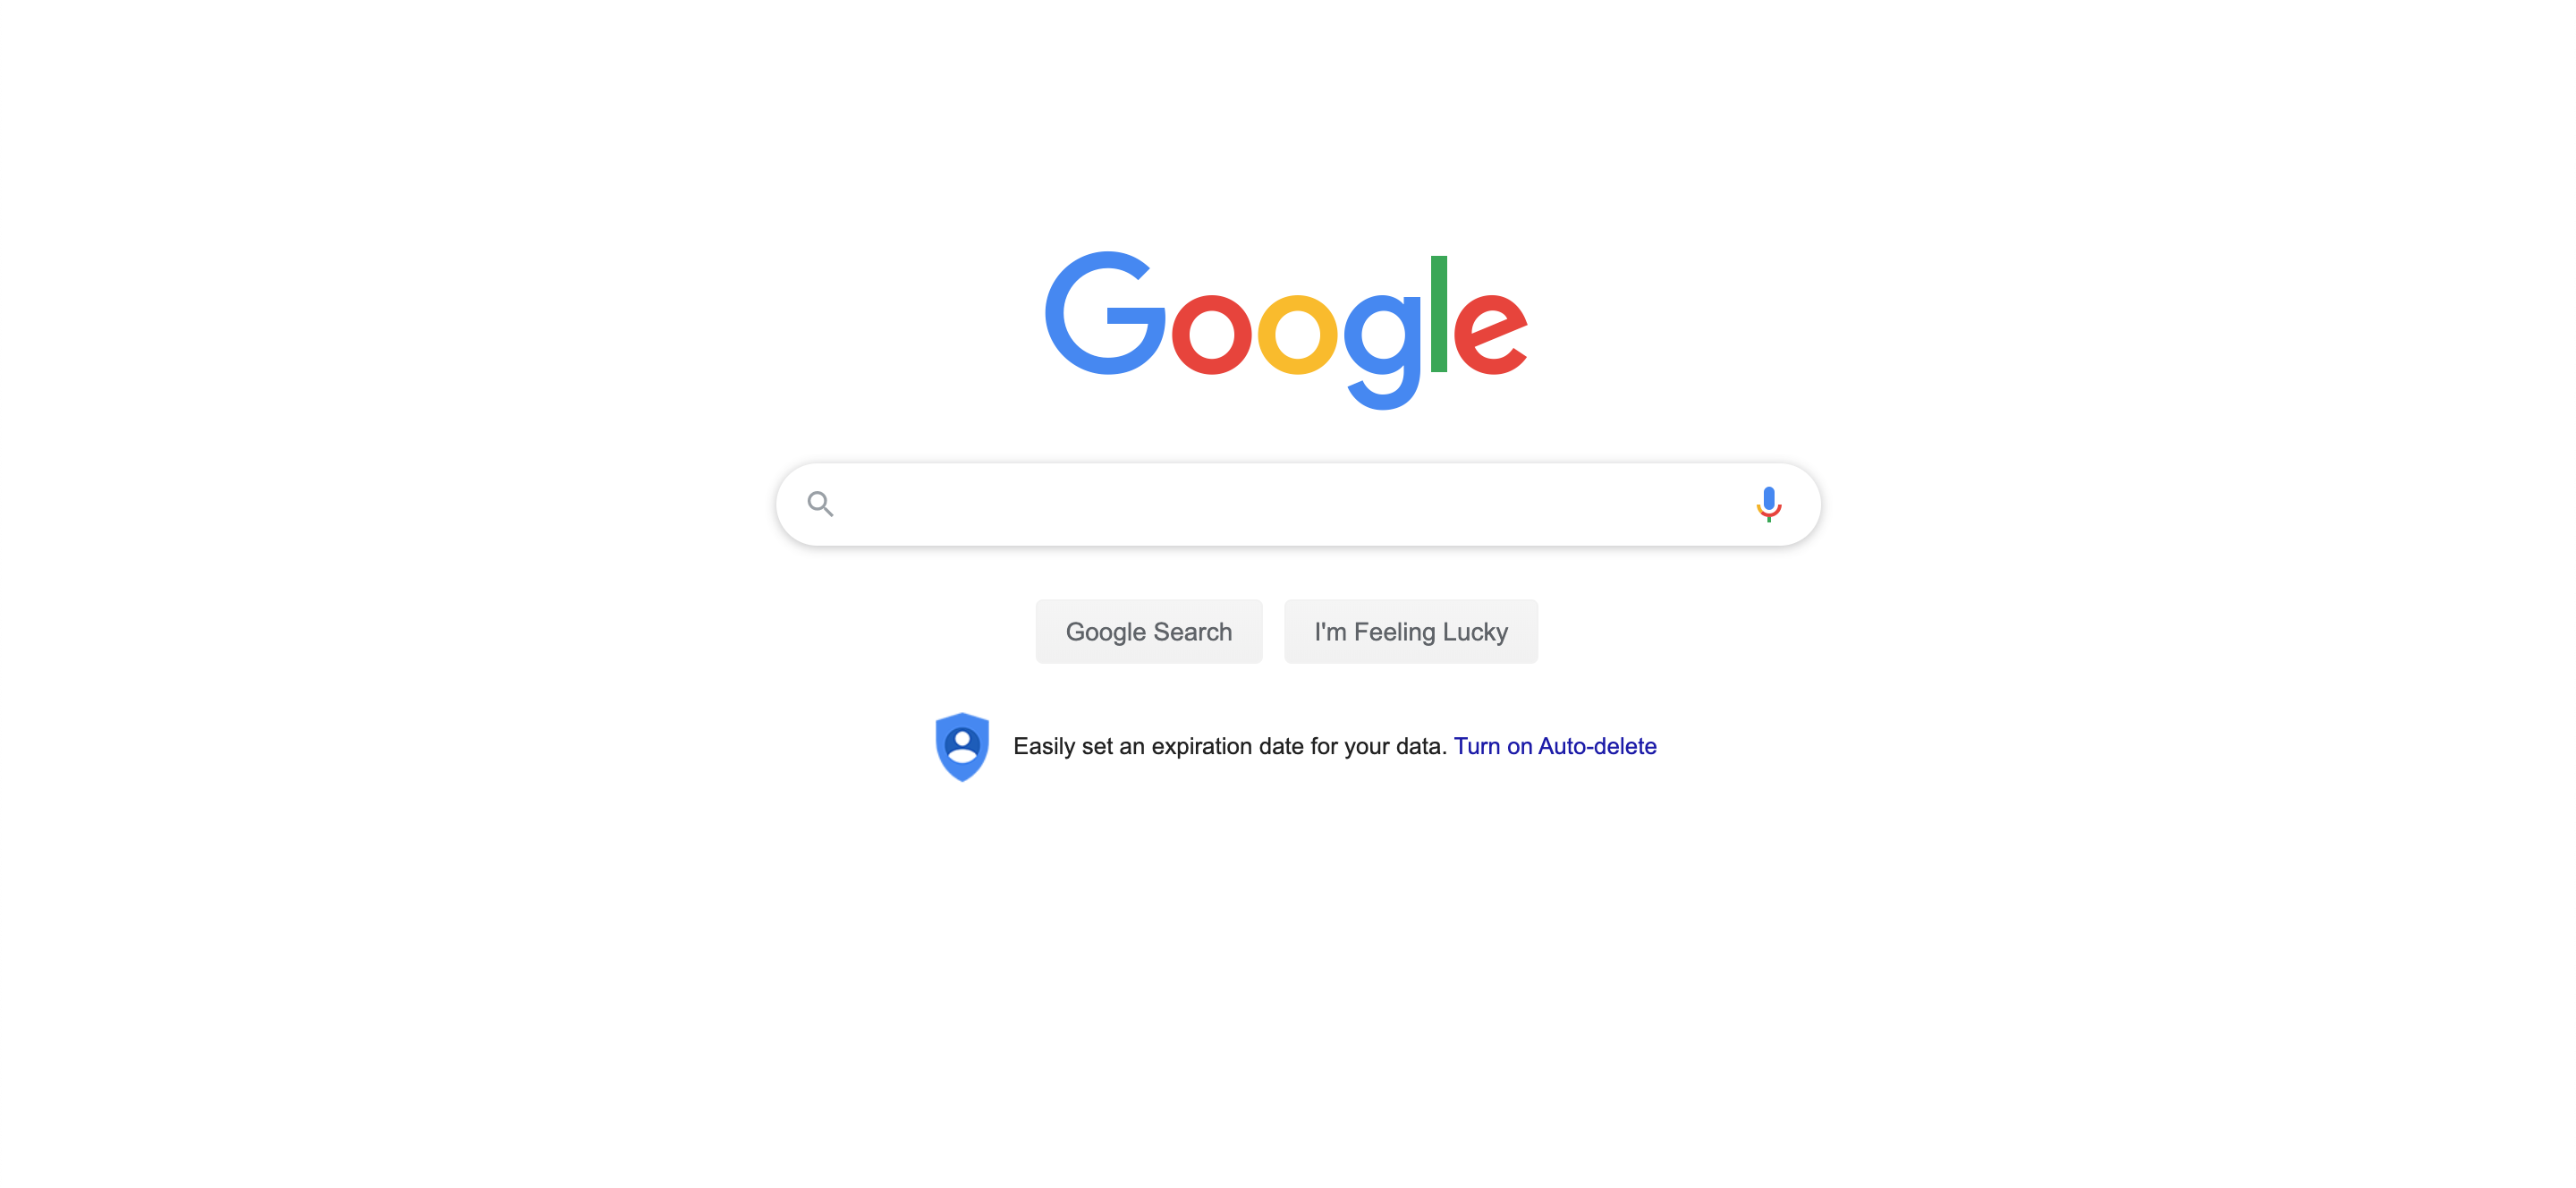 Google
Google Search
I'm Feeling Lucky
Easily set an expiration date for your data. Turn on Auto-delete